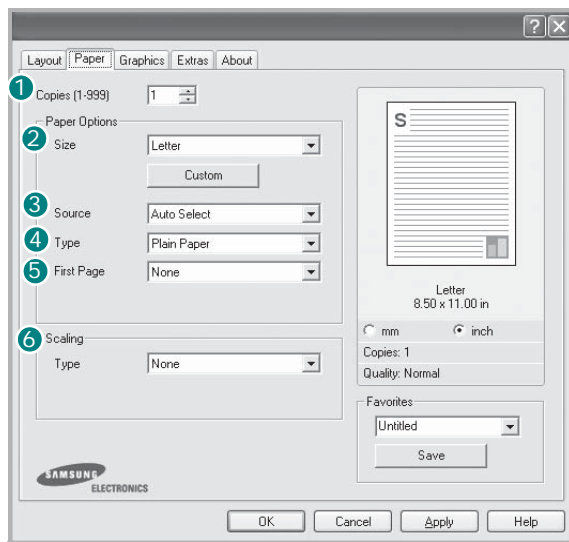 ? X
Layout Paper Graphics Extras About
1 Copies (1-999) 1
Paper Options
2 Size Letter
Custom
3 Source Auto Select
4 Type Plain Paper
5 First Page None
6 Scaling
Type None
S
Letter
8.50 x 11.00 in
mm inch
Copies: 1
Quality: Normal
Favorites
Untitled
Save
SAMSUNG
ELECTRONICS
OK Cancel Apply Help